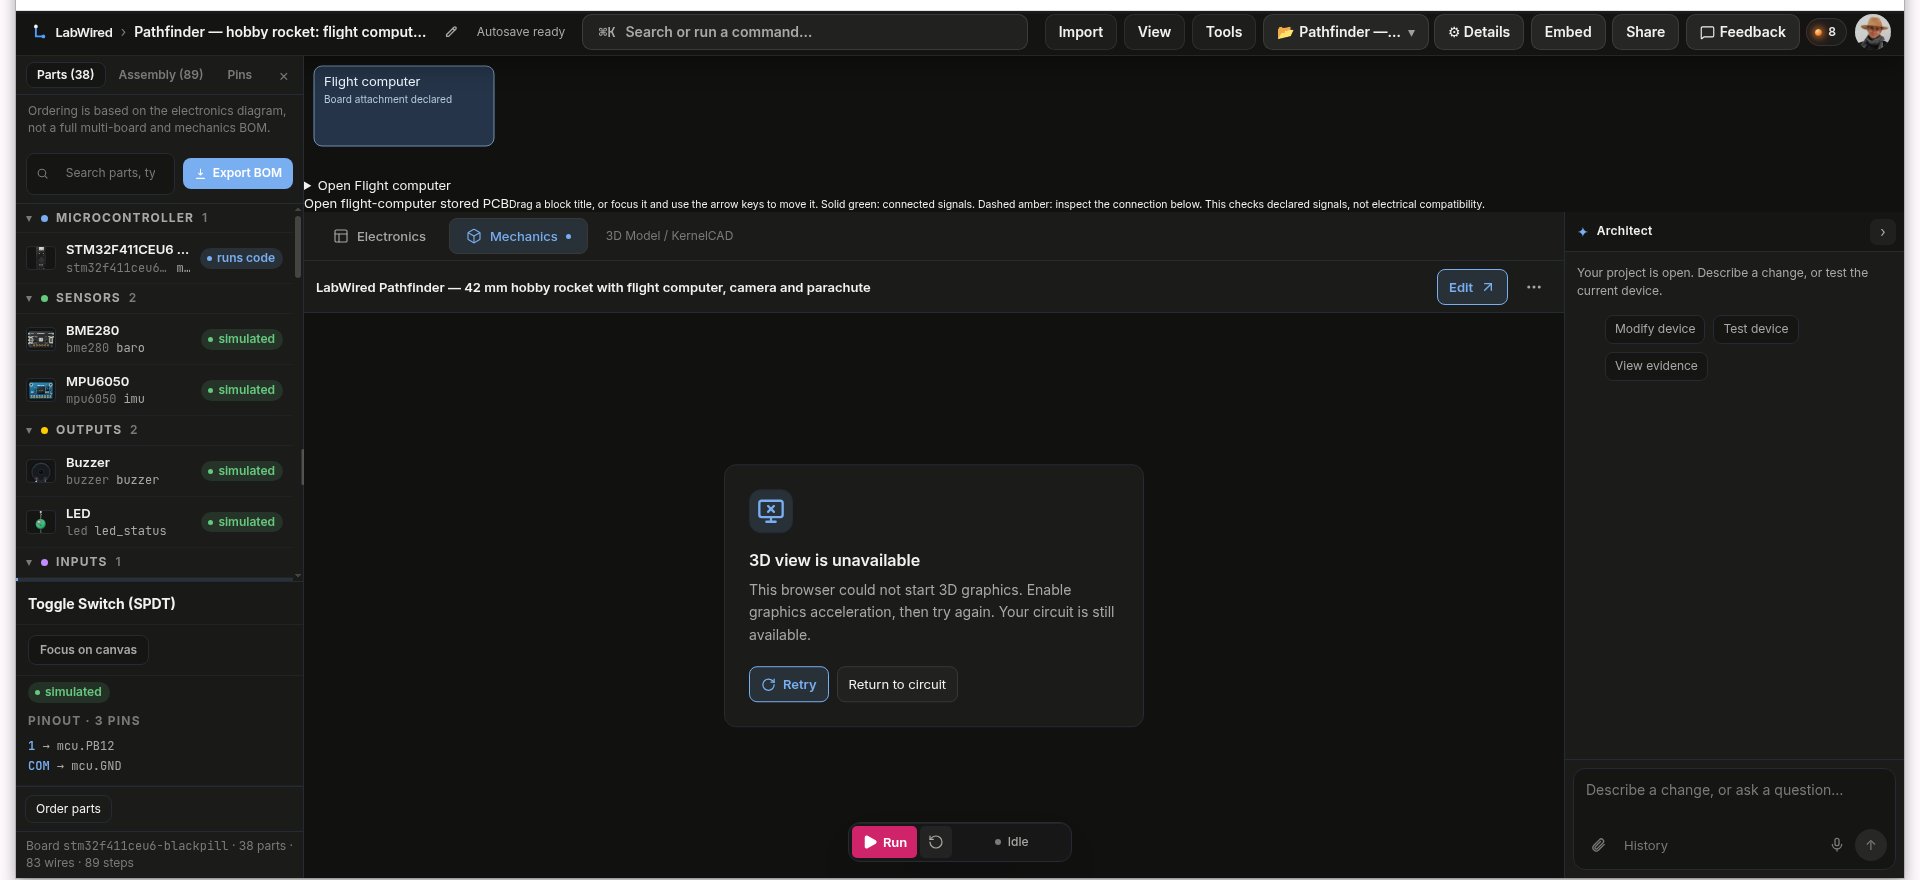 LabWired › Pathfinder — hobby rocket: flight comput... Autosave ready ⌘K Search or run a command... Import View Tools 📂 Pathfinder —... ▾ ⚙ Details Embed Share Feedback 8
Parts (38) Assembly (89) Pins ×
Ordering is based on the electronics diagram,
not a full multi-board and mechanics BOM.
Search parts, ty Export BOM
MICROCONTROLLER 1
STM32F411CEU6 ... runs code
stm32f411ceu6… m…
SENSORS 2
BME280 simulated
bme280 baro
MPU6050 simulated
mpu6050 imu
OUTPUTS 2
Buzzer simulated
buzzer buzzer
LED simulated
led led_status
INPUTS 1
Toggle Switch (SPDT)
Focus on canvas
simulated
PINOUT · 3 PINS
1 → mcu.PB12
COM → mcu.GND
Order parts
Board stm32f411ceu6-blackpill · 38 parts ·
83 wires · 89 steps
Flight computer
Board attachment declared
▶ Open Flight computer
Open flight-computer stored PCBDrag a block title, or focus it and use the arrow keys to move it. Solid green: connected signals. Dashed amber: inspect the connection below. This checks declared signals, not electrical compatibility.
Electronics Mechanics • 3D Model / KernelCAD
LabWired Pathfinder — 42 mm hobby rocket with flight computer, camera and parachute Edit ···
3D view is unavailable
This browser could not start 3D graphics. Enable
graphics acceleration, then try again. Your circuit is still
available.
Retry Return to circuit
Run Idle
Architect ›
Your project is open. Describe a change, or test the
current device.
Modify device Test device
View evidence
Describe a change, or ask a question...
History